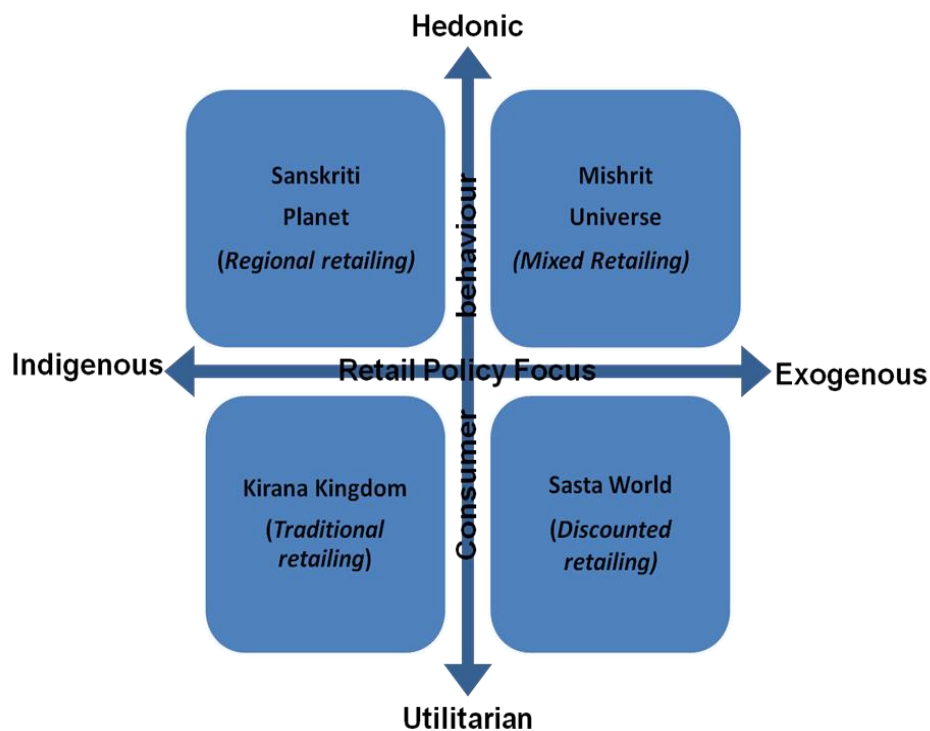 Hedonic
Sanskriti
Planet
(Regional retailing)
Mishrit
Universe
(Mixed Retailing)
Consumer behaviour
Indigenous
Retail Policy Focus
Exogenous
Kirana Kingdom
(Traditional
retailing)
Sasta World
(Discounted
retailing)
Utilitarian